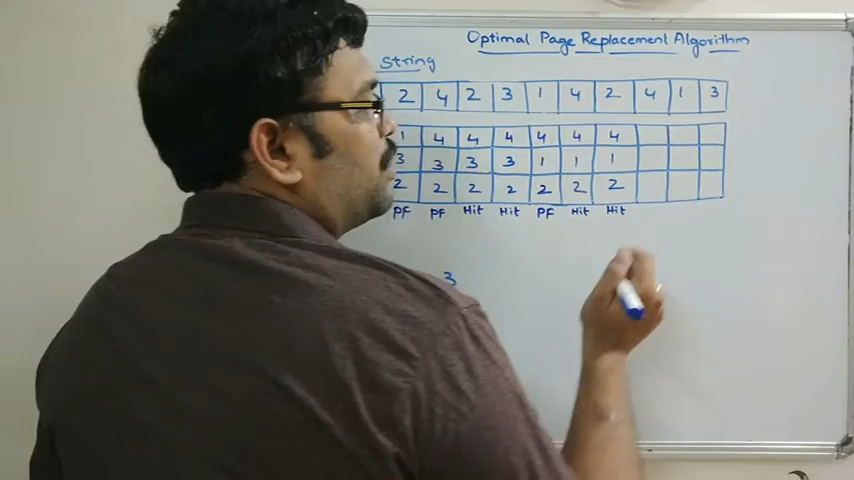 Optimal Page Replacement Algorithm
String
2 4 2 3 1 4 2 4 1 3
1 4 4 4 4 4 4
3 3 3 3 1 1 1
2 2 2 2 2 2 2
PF PF Hit Hit PF Hit Hit
3